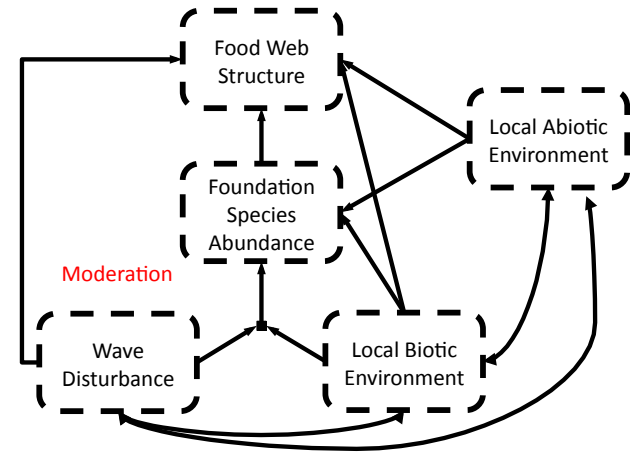 Food Web
Structure
Local Abiotic
Environment
Foundation
Species
Abundance
Moderation
Wave
Disturbance
Local Biotic
Environment